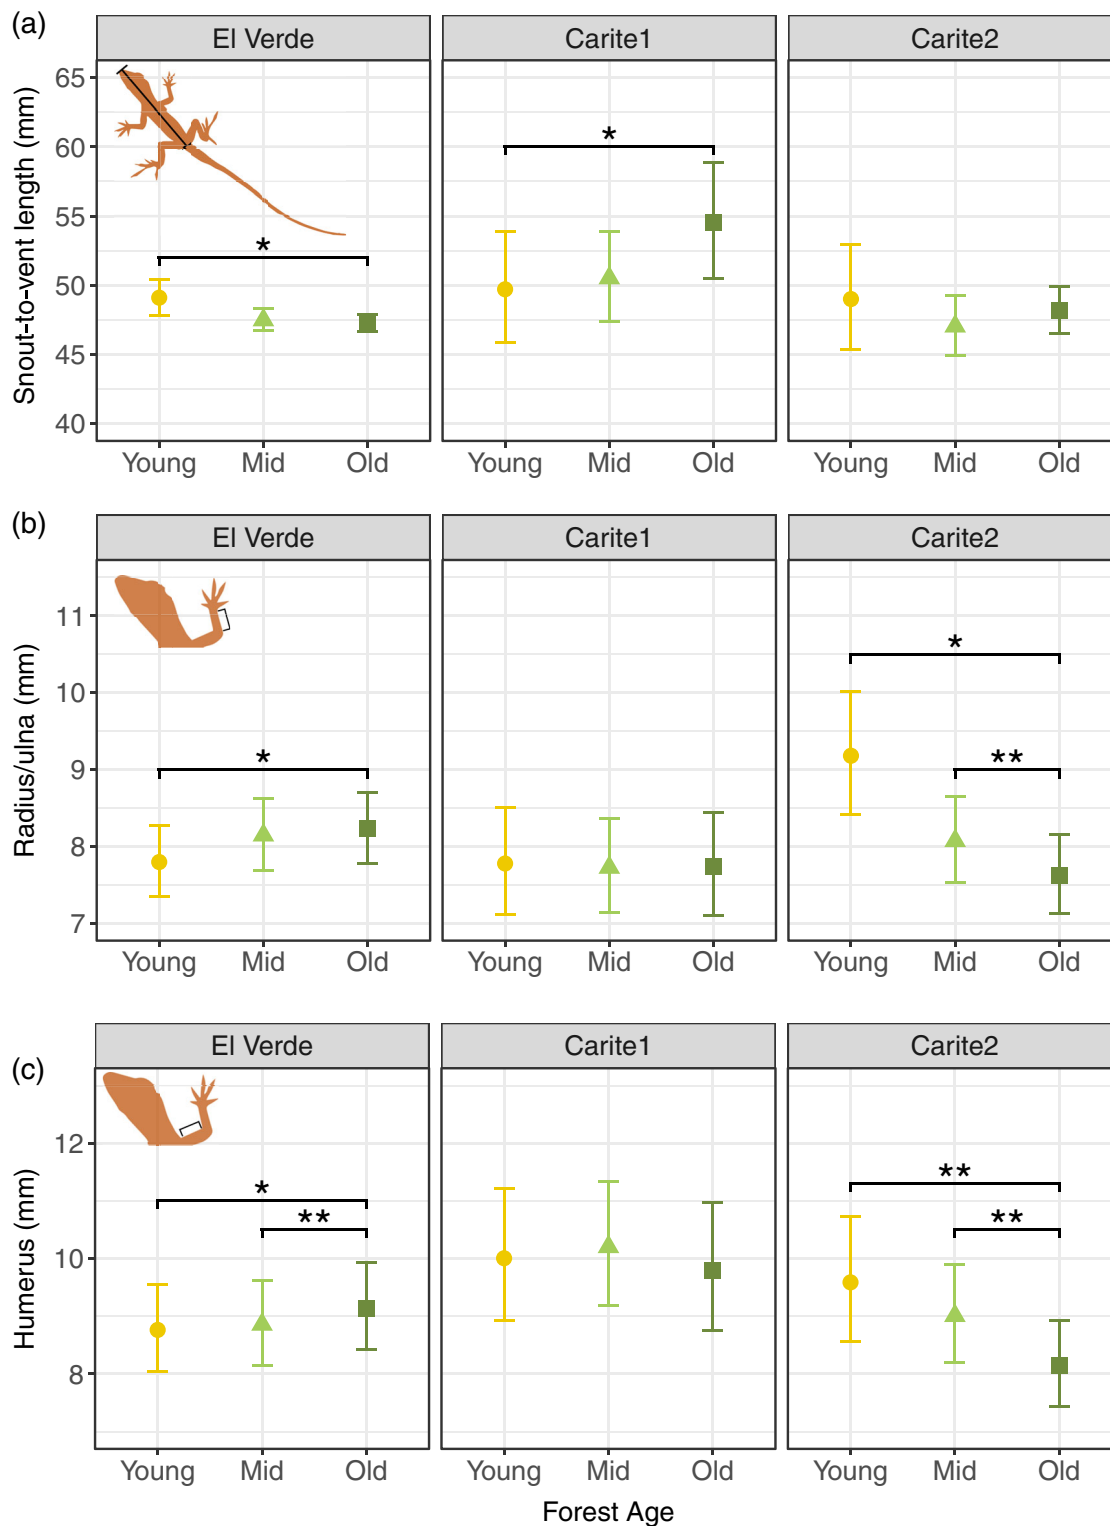 (a)
El Verde Carite1 Carite2
Snout-to-vent length (mm)
65
60
55
50
45
40
*
*
Young Mid Old Young Mid Old Young Mid Old
(b)
El Verde Carite1 Carite2
Radius/ulna (mm)
11
10
9
8
7
*
*
**
Young Mid Old Young Mid Old Young Mid Old
(c)
El Verde Carite1 Carite2
Humerus (mm)
12
10
8
*
**
**
**
Young Mid Old Young Mid Old Young Mid Old
Forest Age